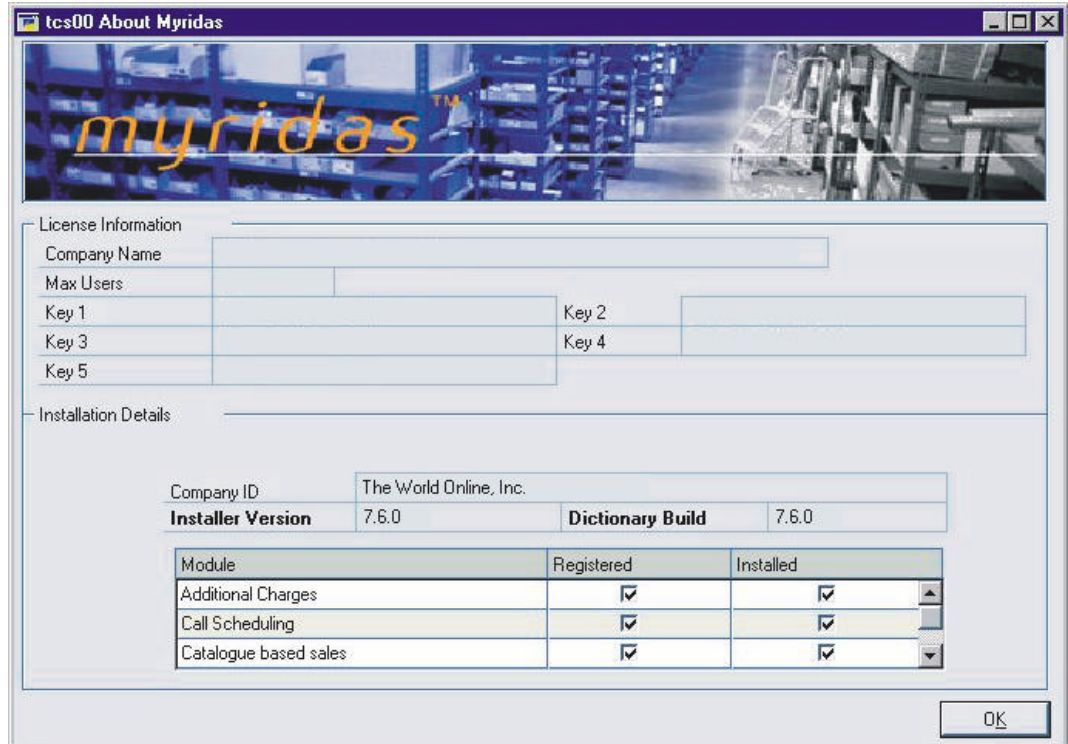 tcs00 About Myridas
myridas™
License Information
Company Name
Max Users
Key 1 Key 2
Key 3 Key 4
Key 5
Installation Details
Company ID The World Online, Inc.
Installer Version 7.6.0 Dictionary Build 7.6.0
Module Registered Installed
Additional Charges
Call Scheduling
Catalogue based sales
OK